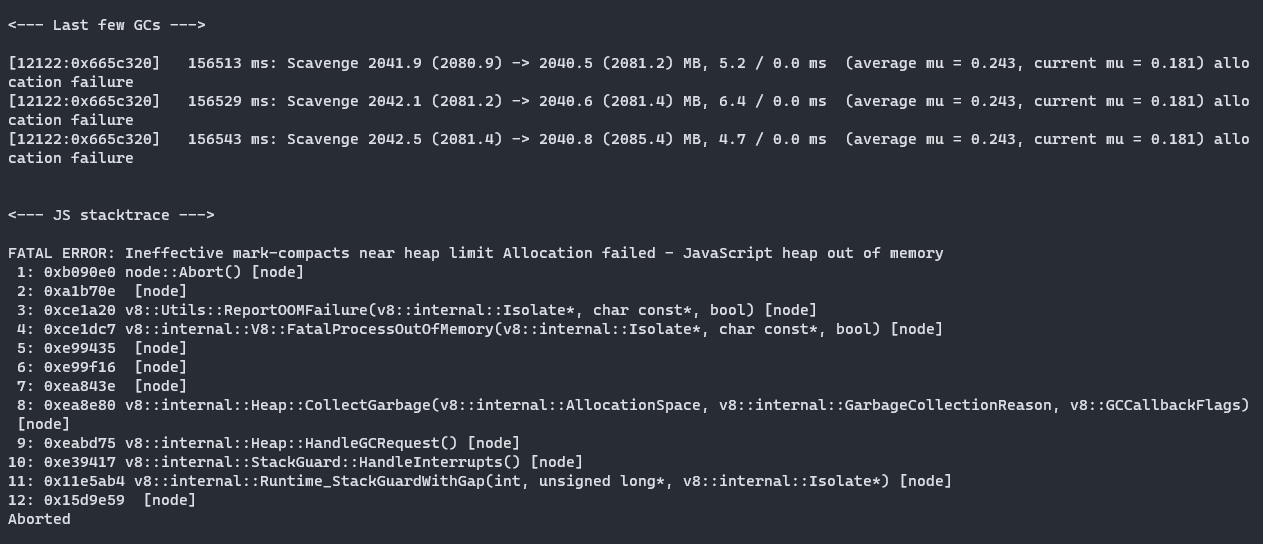 <--- Last few GCs --->
[12122:0x665c320]   156513 ms: Scavenge 2041.9 (2080.9) -> 2040.5 (2081.2) MB, 5.2 / 0.0 ms  (average mu = 0.243, current mu = 0.181) allo
cation failure
[12122:0x665c320]   156529 ms: Scavenge 2042.1 (2081.2) -> 2040.6 (2081.4) MB, 6.4 / 0.0 ms  (average mu = 0.243, current mu = 0.181) allo
cation failure
[12122:0x665c320]   156543 ms: Scavenge 2042.5 (2081.4) -> 2040.8 (2085.4) MB, 4.7 / 0.0 ms  (average mu = 0.243, current mu = 0.181) allo
cation failure
<--- JS stacktrace --->
FATAL ERROR: Ineffective mark-compacts near heap limit Allocation failed - JavaScript heap out of memory
 1: 0xb090e0 node::Abort() [node]
 2: 0xa1b70e  [node]
 3: 0xce1a20 v8::Utils::ReportOOMFailure(v8::internal::Isolate*, char const*, bool) [node]
 4: 0xce1dc7 v8::internal::V8::FatalProcessOutOfMemory(v8::internal::Isolate*, char const*, bool) [node]
 5: 0xe99435  [node]
 6: 0xe99f16  [node]
 7: 0xea843e  [node]
 8: 0xea8e80 v8::internal::Heap::CollectGarbage(v8::internal::AllocationSpace, v8::internal::GarbageCollectionReason, v8::GCCallbackFlags)
 [node]
 9: 0xeabd75 v8::internal::Heap::HandleGCRequest() [node]
10: 0xe39417 v8::internal::StackGuard::HandleInterrupts() [node]
11: 0x11e5ab4 v8::internal::Runtime_StackGuardWithGap(int, unsigned long*, v8::internal::Isolate*) [node]
12: 0x15d9e59  [node]
Aborted